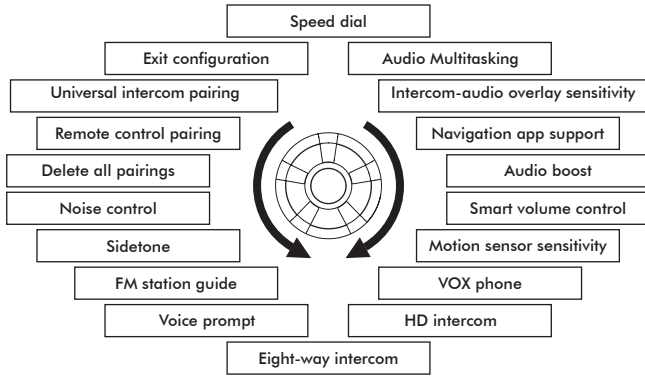 Speed dial
Exit configuration
Audio Multitasking
Universal intercom pairing
Intercom-audio overlay sensitivity
Remote control pairing
Navigation app support
Delete all pairings
Audio boost
Noise control
Smart volume control
Sidetone
Motion sensor sensitivity
FM station guide
VOX phone
Voice prompt
HD intercom
Eight-way intercom